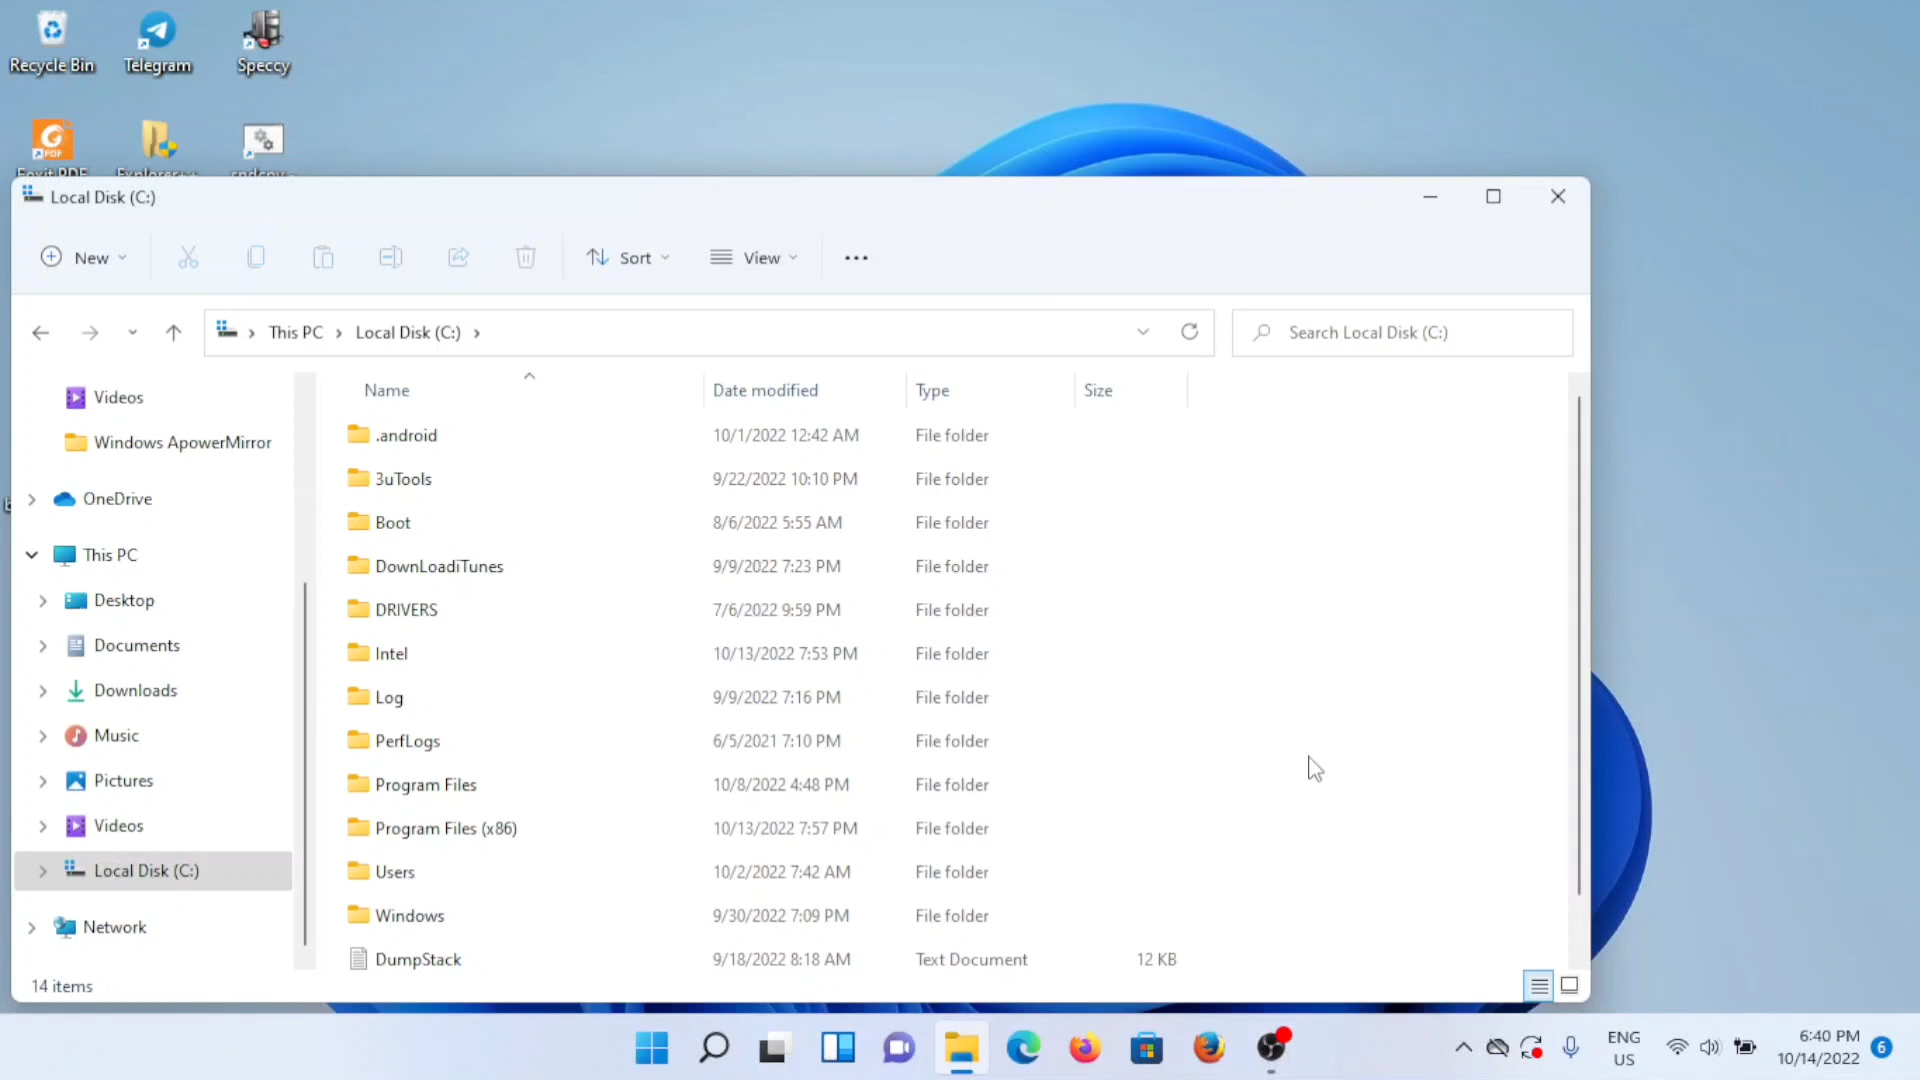 Recycle Bin
Telegram
Speccy
Local Disk (C:)
New
Sort
View
This PC
Local Disk (C:)
Search Local Disk (C:)
Name
Date modified
Type
Size
Videos
Windows ApowerMirror
OneDrive
This PC
Desktop
Documents
Downloads
Music
Pictures
Videos
Local Disk (C:)
Network
.android 10/1/2022 12:42 AM File folder
3uTools 9/22/2022 10:10 PM File folder
Boot 8/6/2022 5:55 AM File folder
DownLoadiTunes 9/9/2022 7:23 PM File folder
DRIVERS 7/6/2022 9:59 PM File folder
Intel 10/13/2022 7:53 PM File folder
Log 9/9/2022 7:16 PM File folder
PerfLogs 6/5/2021 7:10 PM File folder
Program Files 10/8/2022 4:48 PM File folder
Program Files (x86) 10/13/2022 7:57 PM File folder
Users 10/2/2022 7:42 AM File folder
Windows 9/30/2022 7:09 PM File folder
DumpStack 9/18/2022 8:18 AM Text Document 12 KB
14 items
ENG
US
6:40 PM
10/14/2022
6